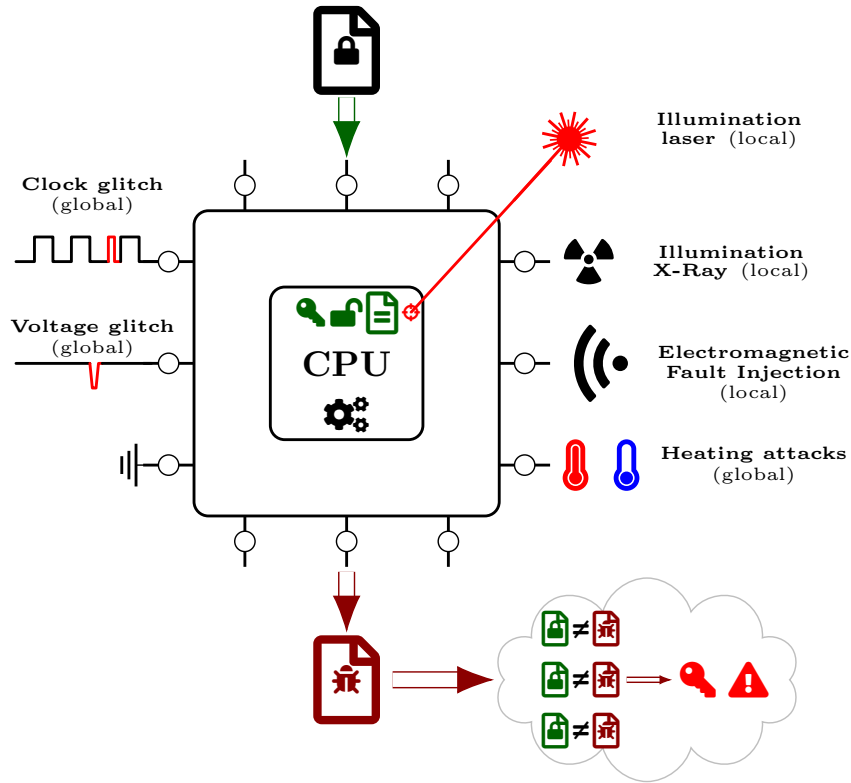 Illumination
laser (local)
Clock glitch
(global)
Illumination
X-Ray (local)
Voltage glitch
(global)
CPU
Electromagnetic
Fault Injection
(local)
Heating attacks
(global)
≠
≠
≠